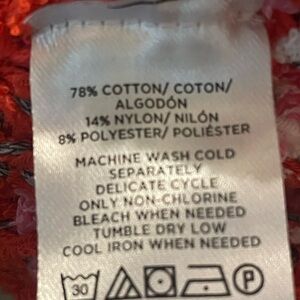 78% COTTON/ COTON/
ALGODÓN
14% NYLON/ NILÓN
8% POLYESTER/ POLIÉSTER
MACHINE WASH COLD
SEPARATELY
DELICATE CYCLE
ONLY NON-CHLORINE
BLEACH WHEN NEEDED
TUMBLE DRY LOW
COOL IRON WHEN NEEDED
30 P